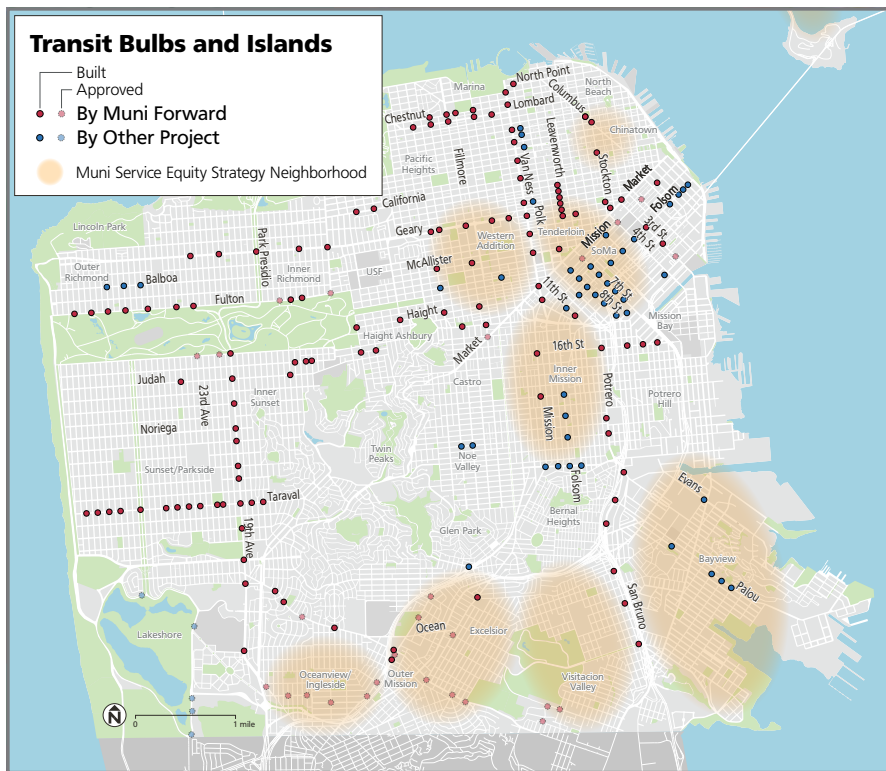 Transit Bulbs and Islands
Built
Approved
By Muni Forward
By Other Project
Muni Service Equity Strategy Neighborhood
North Point
Marina
Lombard
Chestnut
Columbus
North
Beach
Chinatown
Pacific
Heights
Fillmore
Van Ness
Leavenworth
Stockton
Market
Folsom
California
Polk
Lincoln Park
Geary
Western
Addition
Tenderloin
Mission
3rd St
4th St
SoMa
Park Presidio
Outer
Richmond
Balboa
Inner
Richmond
USF
McAllister
7th St
8th St
11th St
Fulton
Haight
Mission
Bay
Haight Ashbury
Market
16th St
Judah
23rd Ave
Inner
Sunset
Castro
Inner
Mission
Potrero
Potrero
Hill
Noriega
Mission
Twin
Peaks
Noe
Valley
Sunset/Parkside
Folsom
Evans
Taraval
19th Ave
Glen Park
Bernal
Heights
Bayview
Palou
San Bruno
Lakeshore
Ocean
Excelsior
Oceanview/
Ingleside
Outer
Mission
Visitacion
Valley
N
0
1 mile